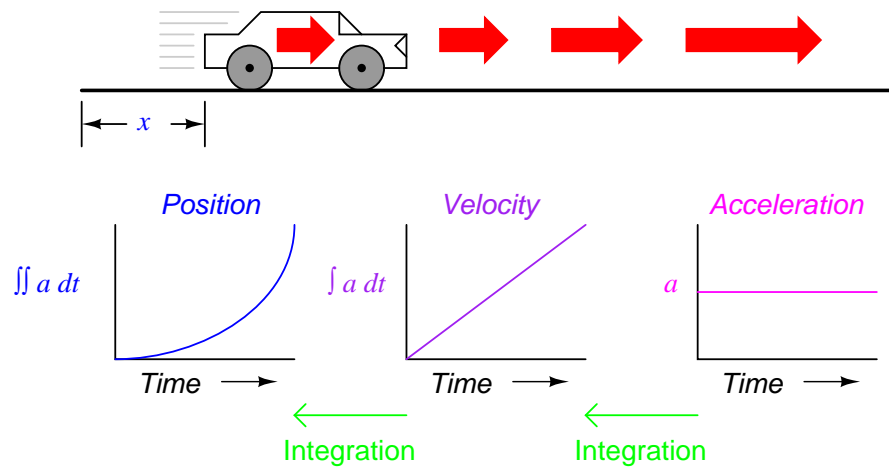 x
Position
Velocity
Acceleration
∫∫ a dt
∫ a dt
a
Time
Time
Time
Integration
Integration